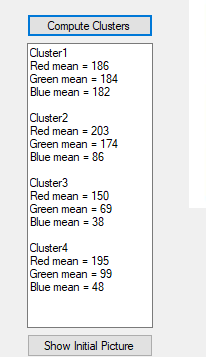 Compute Clusters
Cluster1
Red mean = 186
Green mean = 184
Blue mean = 182
Cluster2
Red mean = 203
Green mean = 174
Blue mean = 86
Cluster3
Red mean = 150
Green mean = 69
Blue mean = 38
Cluster4
Red mean = 195
Green mean = 99
Blue mean = 48
Show Initial Picture